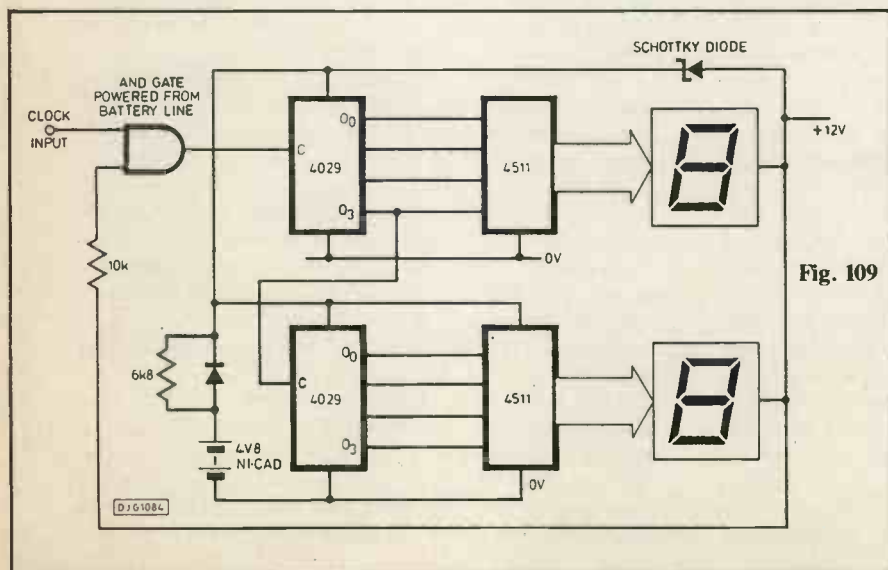 SCHOTTKY DIODE
AND GATE
POWERED FROM
BATTERY LINE
CLOCK
INPUT
+12V
C
O0
4029
O3
4511
0V
10k
Fig. 109
6k8
C
O0
4029
O3
4511
4V8
NI-CAD
0V
DJG1084